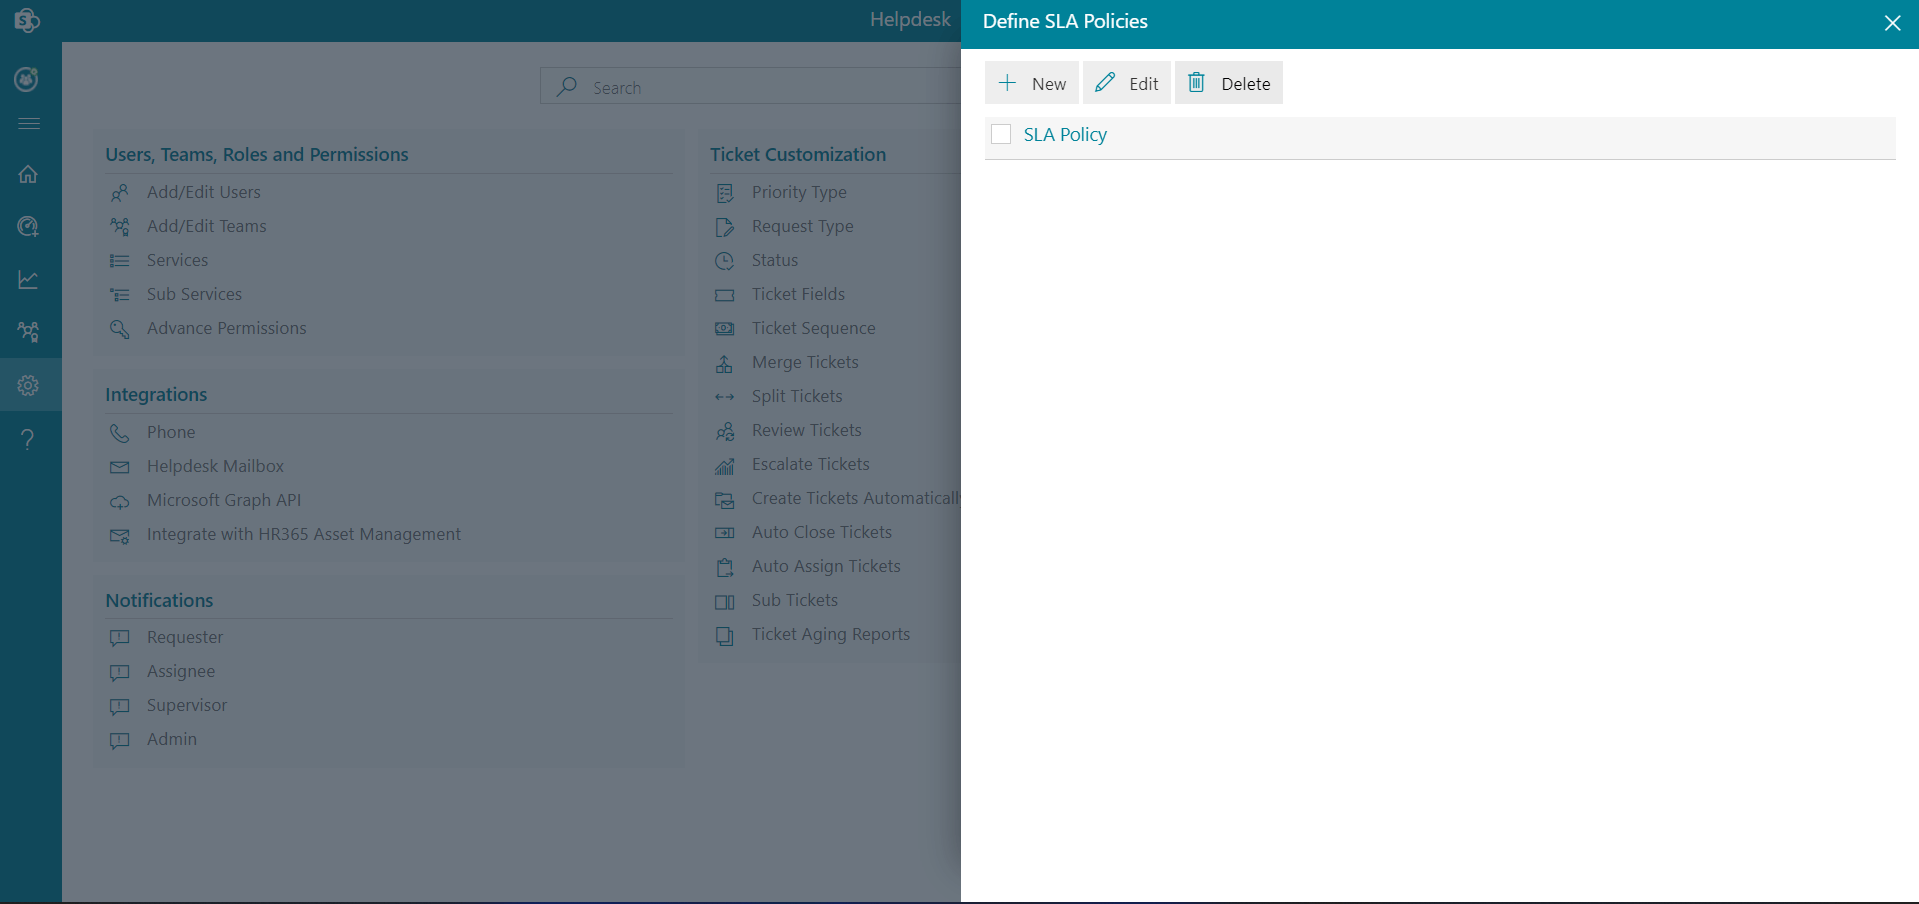 Helpdesk
Search
Users, Teams, Roles and Permissions
Add/Edit Users
Add/Edit Teams
Services
Sub Services
Advance Permissions
Integrations
Phone
Helpdesk Mailbox
Microsoft Graph API
Integrate with HR365 Asset Management
Notifications
Requester
Assignee
Supervisor
Admin
Ticket Customization
Priority Type
Request Type
Status
Ticket Fields
Ticket Sequence
Merge Tickets
Split Tickets
Review Tickets
Escalate Tickets
Create Tickets Automaticall
Auto Close Tickets
Auto Assign Tickets
Sub Tickets
Ticket Aging Reports
Define SLA Policies
New
Edit
Delete
SLA Policy